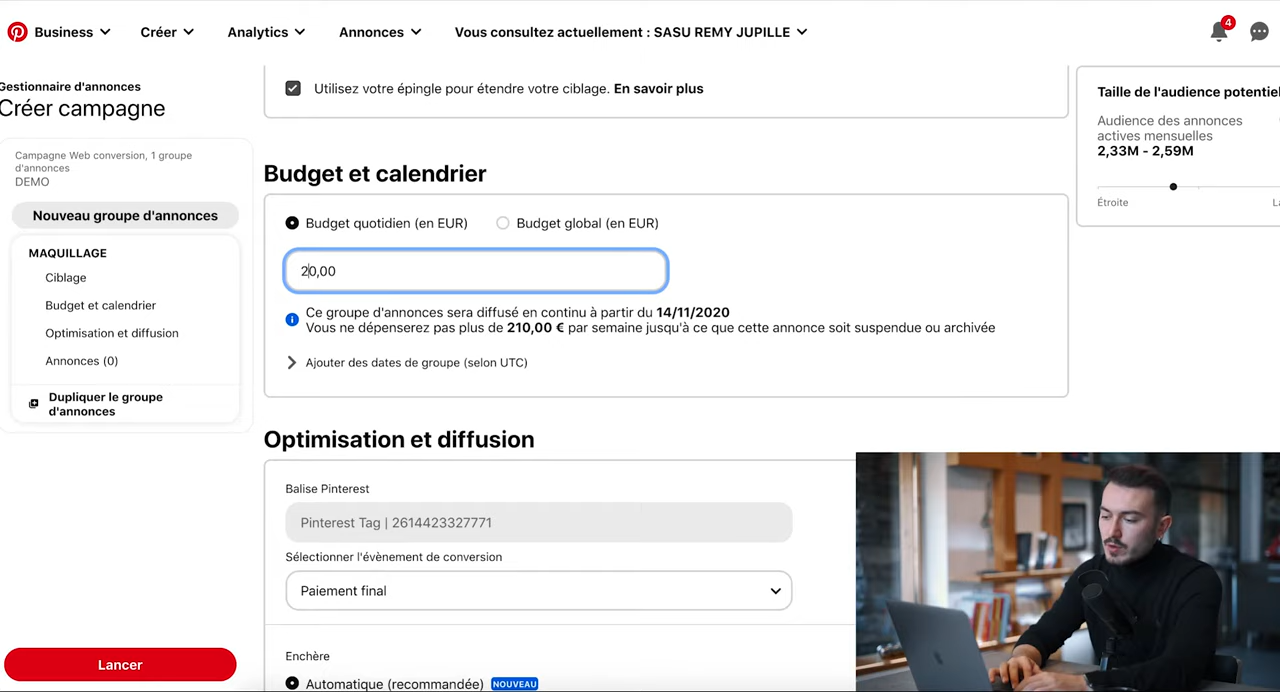 Business
Créer
Analytics
Annonces
Vous consultez actuellement : SASU REMY JUPILLE
4
Gestionnaire d'annonces
Créer campagne
Campagne Web conversion, 1 groupe
d'annonces
DEMO
Nouveau groupe d'annonces
MAQUILLAGE
Ciblage
Budget et calendrier
Optimisation et diffusion
Annonces (0)
Dupliquer le groupe
d'annonces
Lancer
Utilisez votre épingle pour étendre votre ciblage. En savoir plus
Budget et calendrier
Budget quotidien (en EUR)
Budget global (en EUR)
20,00
Ce groupe d'annonces sera diffusé en continu à partir du 14/11/2020
Vous ne dépenserez pas plus de 210,00 € par semaine jusqu'à ce que cette annonce soit suspendue ou archivée
Ajouter des dates de groupe (selon UTC)
Optimisation et diffusion
Balise Pinterest
Pinterest Tag | 2614423327771
Sélectionner l'évènement de conversion
Paiement final
Enchère
Automatique (recommandée) NOUVEAU
Taille de l'audience potentiel
Audience des annonces
actives mensuelles
2,33M - 2,59M
Étroite